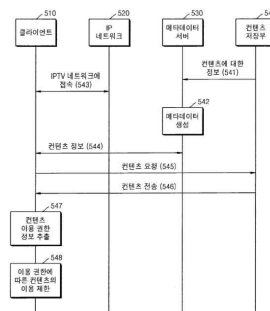 510
520
530
54
클라이언트
IP
네트워크
메타데이터
서버
컨텐츠
저장부
컨텐츠에 대한
정보 (541)
IPTV 네트워크에
접속 (543)
542
메타데이터
생성
컨텐츠 정보 (544)
컨텐츠 요청 (545)
컨텐츠 전송 (546)
547
컨텐츠
이용 권한
정보 추출
548
이용 권한에
따른 컨텐츠의
이용 제한